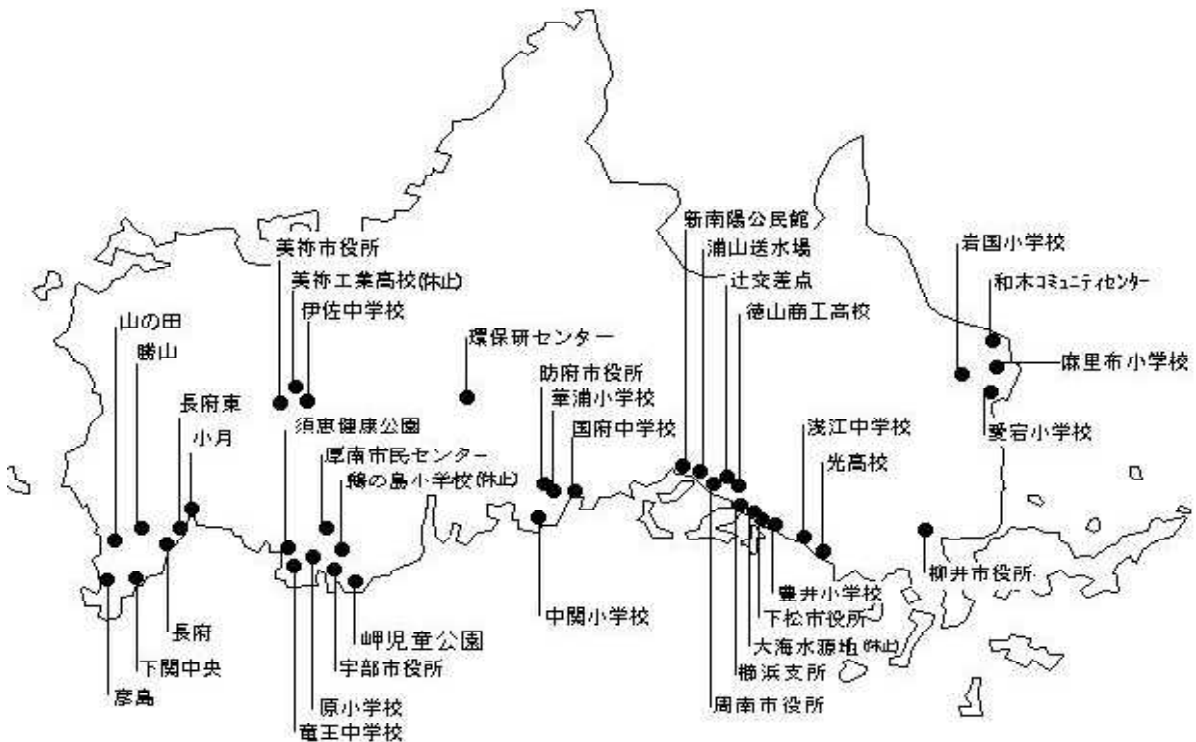 新南陽公民館
浦山送水場
辻交差点
徳山商工高校
岩国小学校
和木コミュニティセンター
麻里布小学校
愛宕小学校
美祢市役所
美祢工業高校(休止)
伊佐中学校
環保研センター
山の田
勝山
長府東
小月
須恵健康公園
厚南市民センター
鵜の島小学校(休止)
防府市役所
華浦小学校
国府中学校
浅江中学校
光高校
柳井市役所
豊井小学校
下松市役所
大海水源地(休止)
櫛浜支所
周南市役所
中関小学校
岬児童公園
宇部市役所
原小学校
竜王中学校
長府
下関中央
彦島